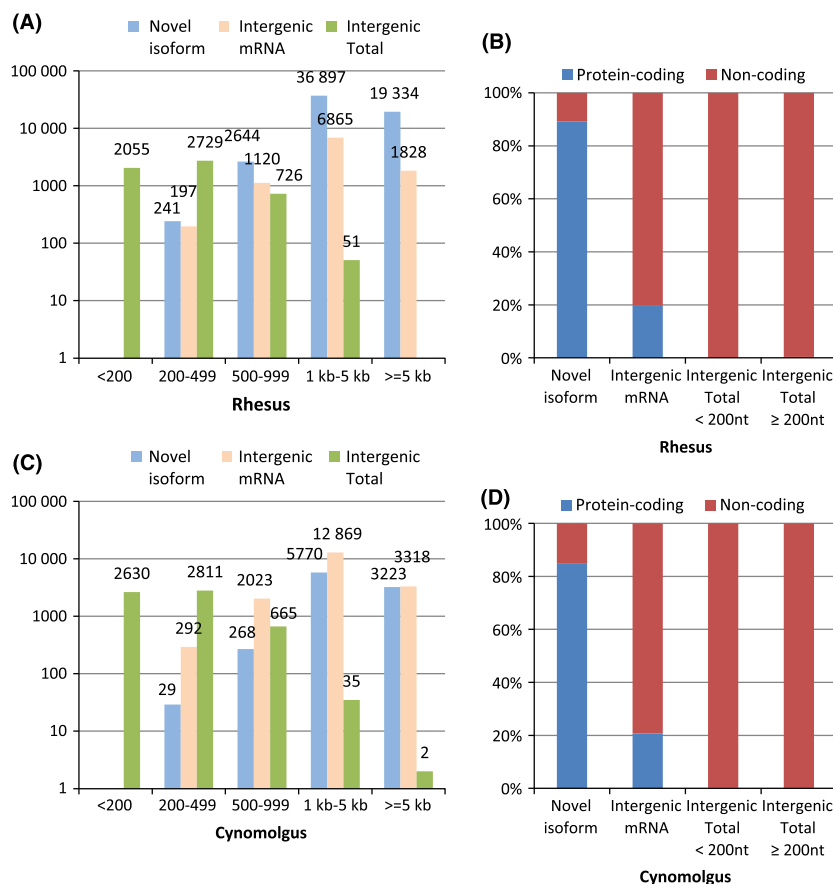 (A)
Novel isoform
Intergenic mRNA
Intergenic Total
100 000
10 000
1000
100
10
1
2055
241
197
2729
2644
1120
726
36 897
6865
51
19 334
1828
<200
200-499
500-999
1 kb-5 kb
>=5 kb
Rhesus
(B)
Protein-coding
Non-coding
100%
80%
60%
40%
20%
0%
Novel isoform
Intergenic mRNA
Intergenic Total < 200nt
Intergenic Total ≥ 200nt
Rhesus
(C)
Novel isoform
Intergenic mRNA
Intergenic Total
100 000
10 000
1000
100
10
1
2630
29
292
2811
268
2023
665
5770
12 869
35
3223
3318
2
<200
200-499
500-999
1 kb-5 kb
>=5 kb
Cynomolgus
(D)
Protein-coding
Non-coding
100%
80%
60%
40%
20%
0%
Novel isoform
Intergenic mRNA
Intergenic Total < 200nt
Intergenic Total ≥ 200nt
Cynomolgus